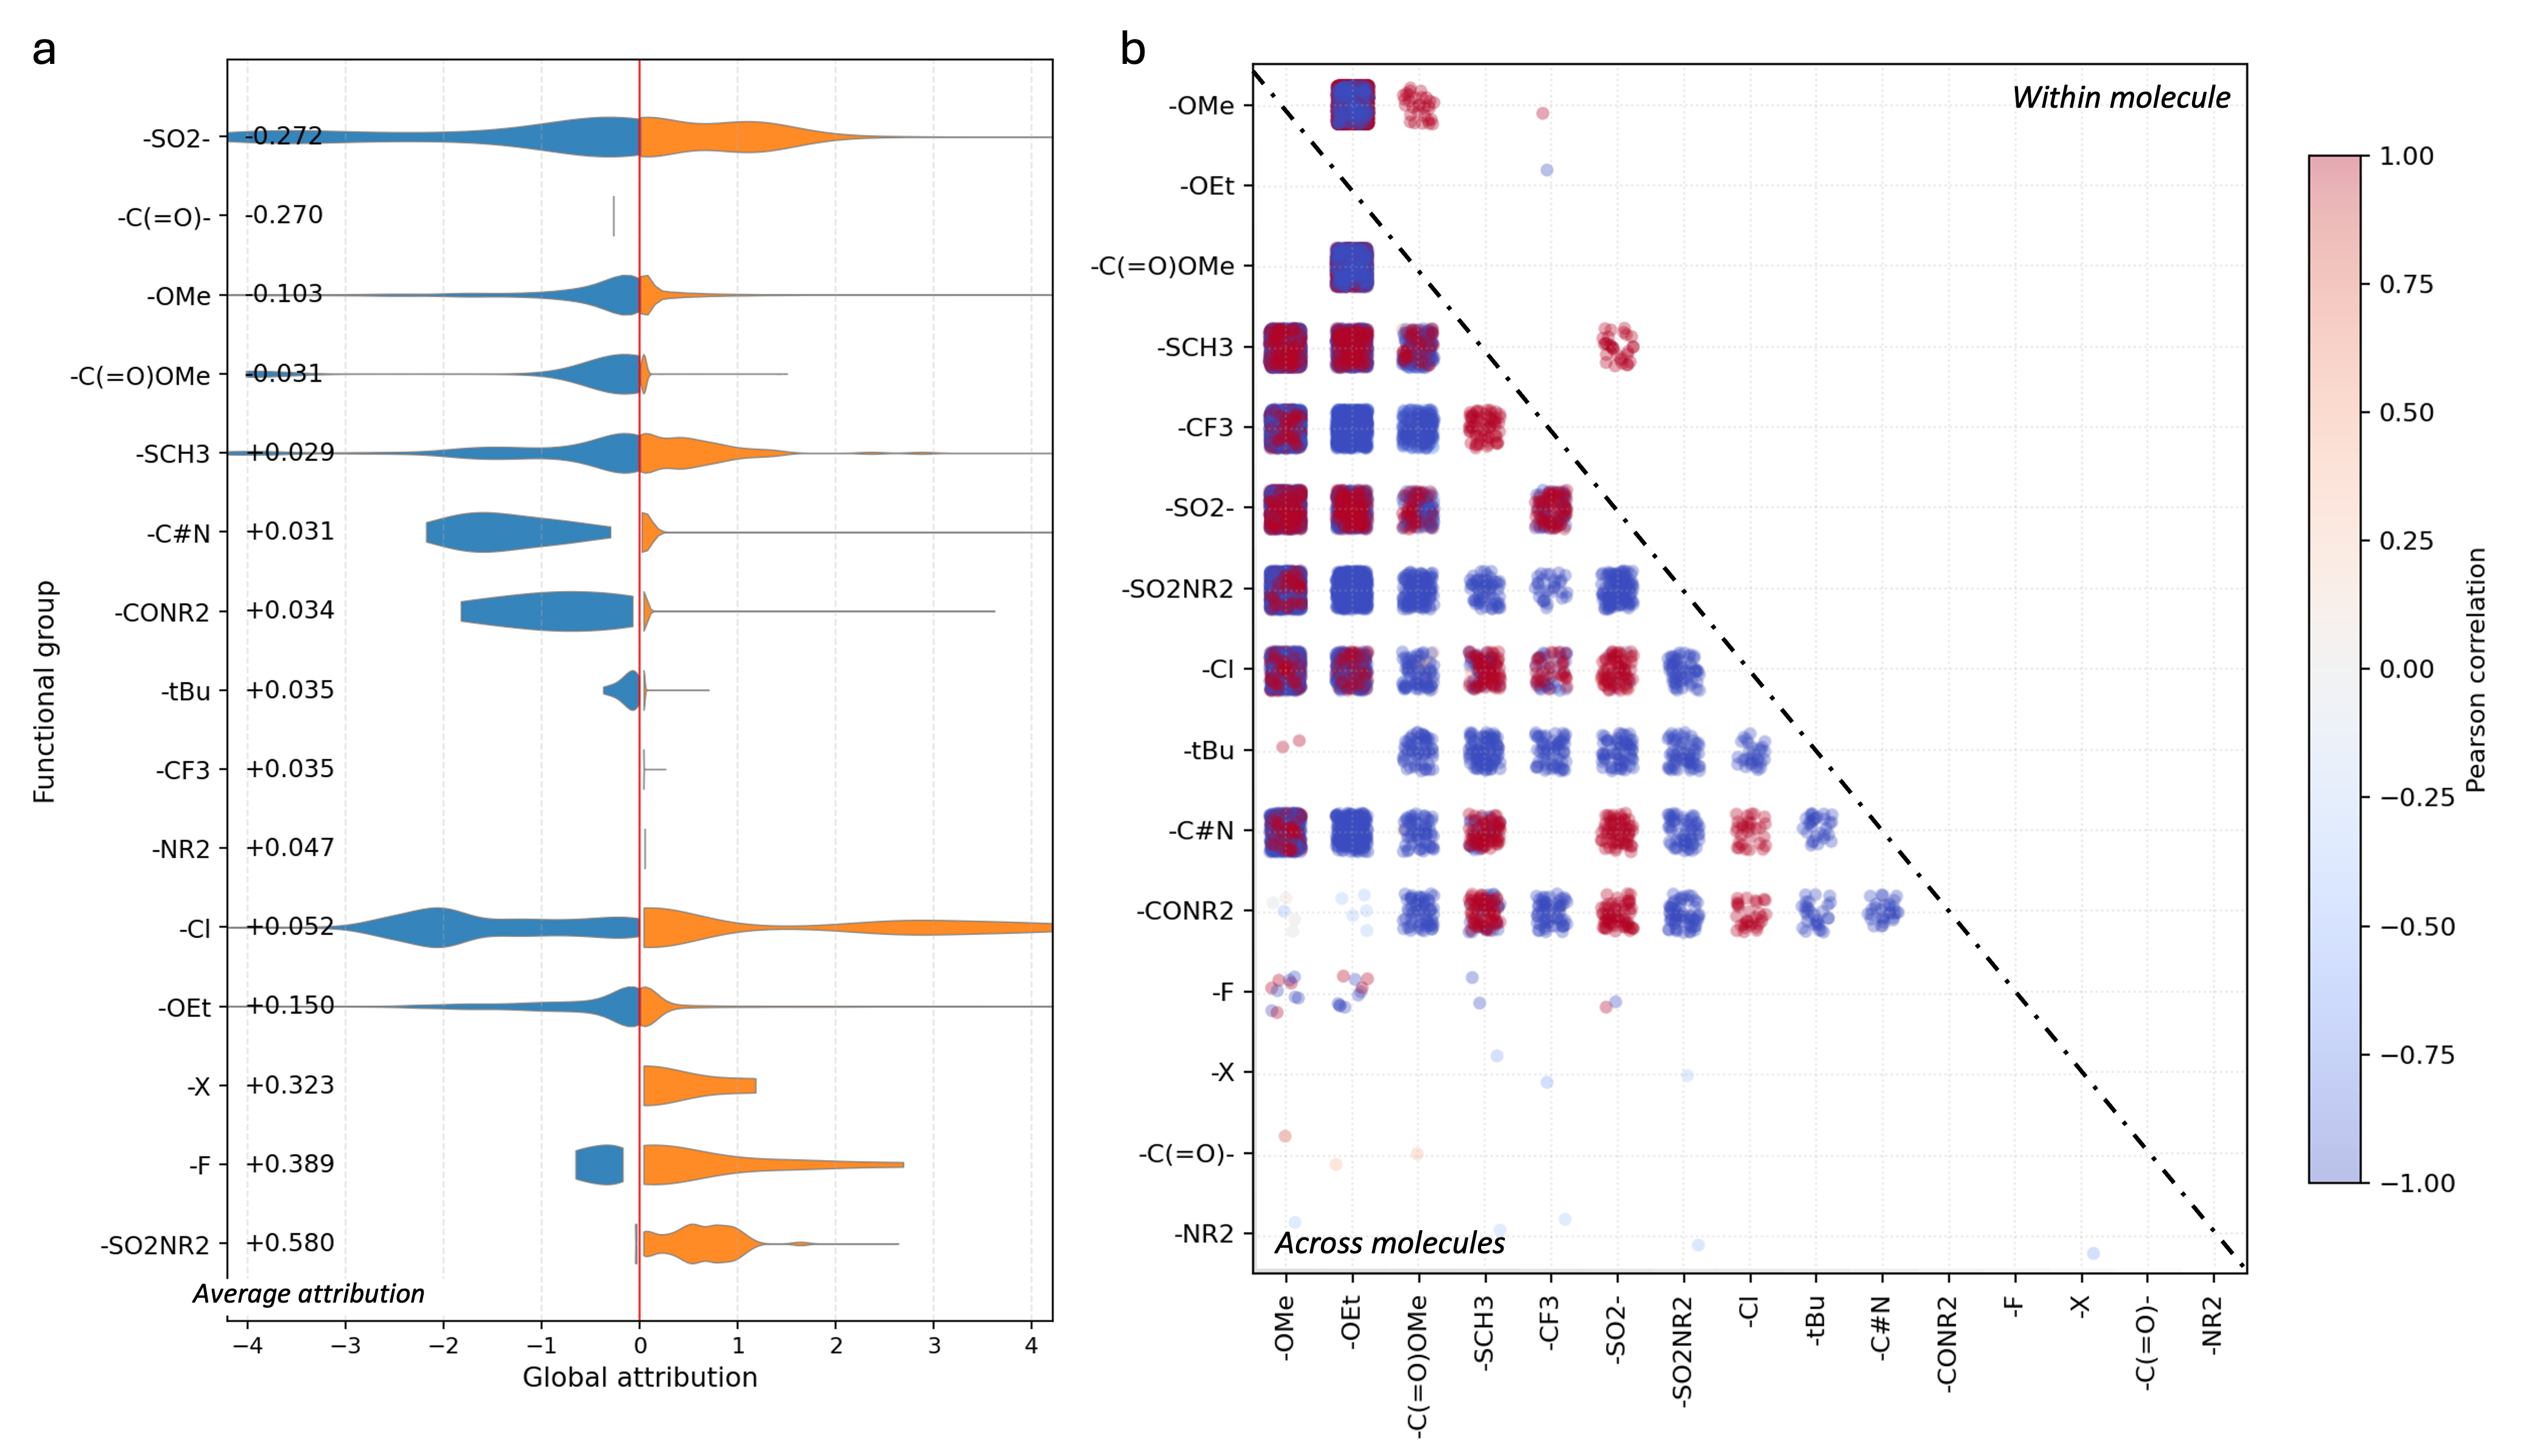 a
Functional group
-SO2- -0.272
-C(=O)- -0.270
-OMe -0.103
-C(=O)OMe -0.031
-SCH3 +0.029
-C#N +0.031
-CONR2 +0.034
-tBu +0.035
-CF3 +0.035
-NR2 +0.047
-Cl +0.052
-OEt +0.150
-X +0.323
-F +0.389
-SO2NR2 +0.580
Average attribution
−4 −3 −2 −1 0 1 2 3 4
Global attribution
b
Within molecule
-OMe
-OEt
-C(=O)OMe
-SCH3
-CF3
-SO2-
-SO2NR2
-Cl
-tBu
-C#N
-CONR2
-F
-X
-C(=O)-
-NR2
Across molecules
-OMe
-OEt
-C(=O)OMe
-SCH3
-CF3
-SO2-
-SO2NR2
-Cl
-tBu
-C#N
-CONR2
-F
-X
-C(=O)-
-NR2
1.00
0.75
0.50
0.25
0.00
−0.25
−0.50
−0.75
−1.00
Pearson correlation